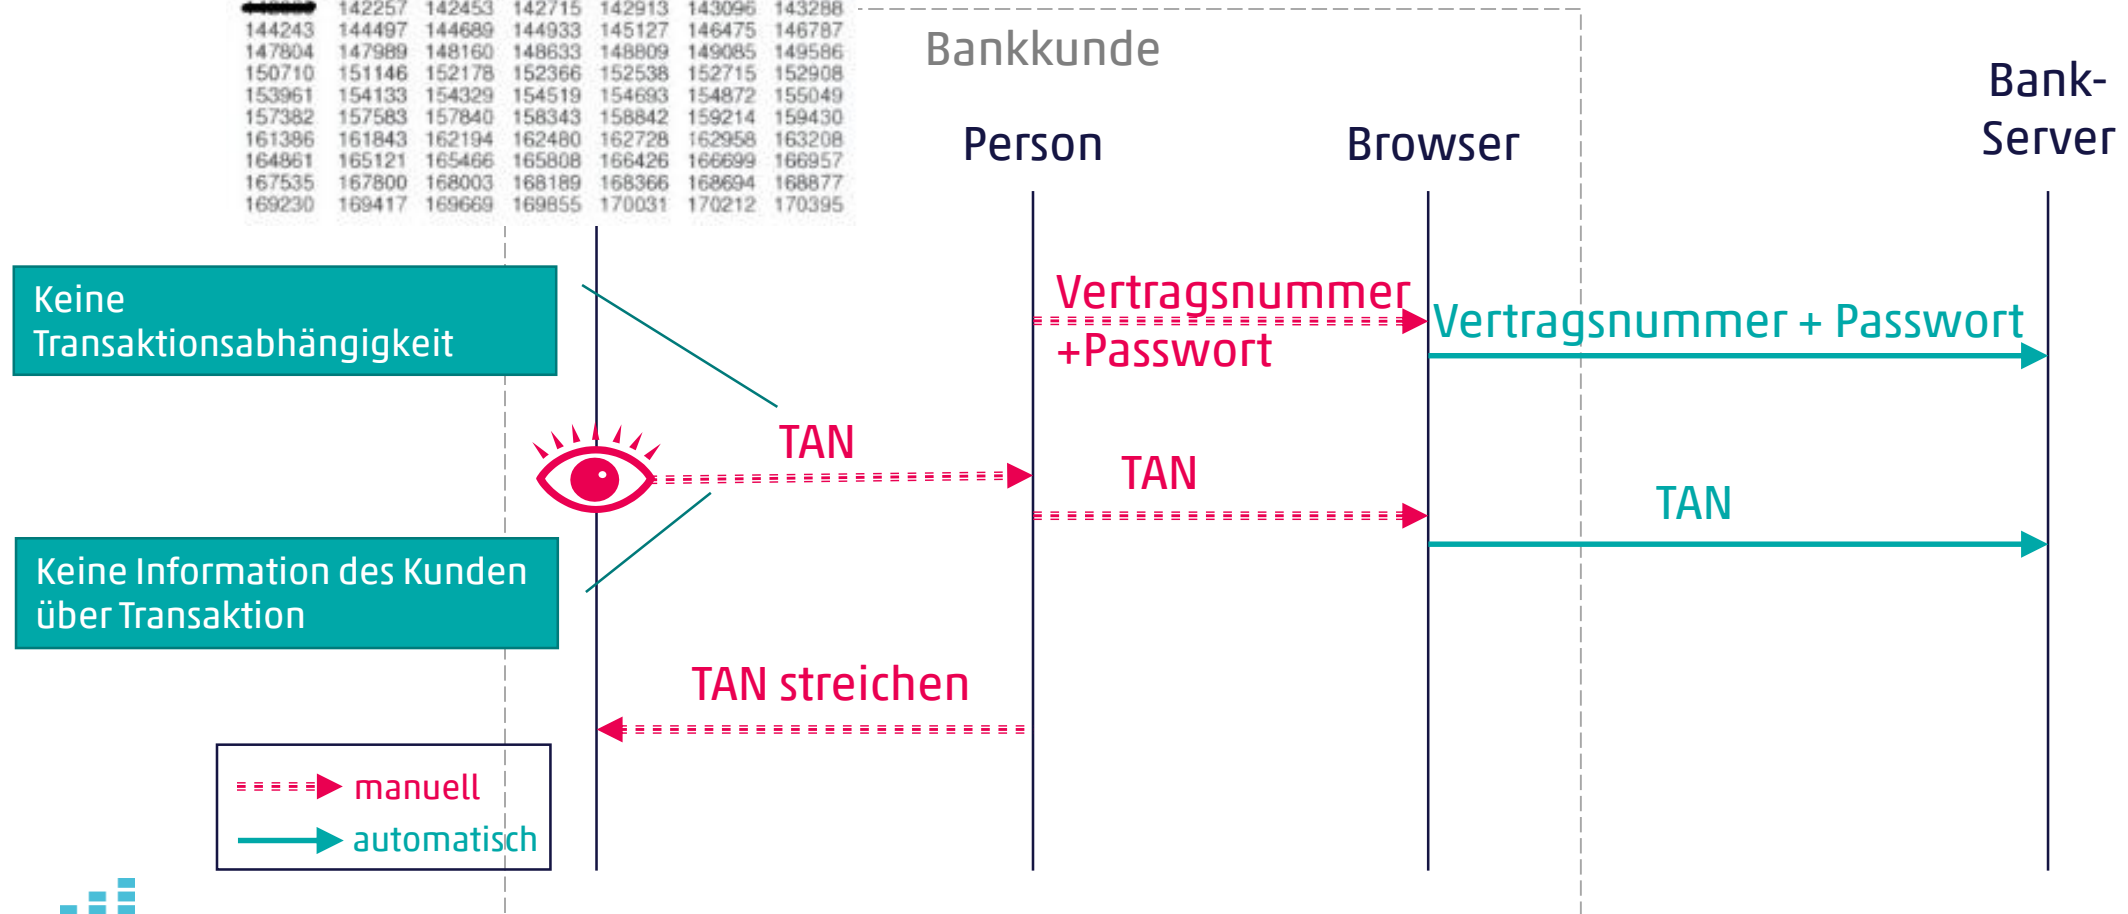 142257 142453 142715 142913 143096 143288
144243 144497 144689 144933 145127 146475 146787
147804 147989 148160 148633 148809 149085 149586
150710 151146 152178 152366 152538 152715 152908
153961 154133 154329 154519 154693 154872 155049
157382 157583 157840 158343 158842 159214 159430
161386 161843 162194 162480 162728 162958 163208
164861 165121 165466 165808 166426 166699 166957
167535 167800 168003 168189 168366 168694 168877
169230 169417 169669 169855 170031 170212 170395
Bankkunde
Person
Browser
Bank-
Server
Keine
Transaktionsabhängigkeit
Vertragsnummer
+Passwort
Vertragsnummer + Passwort
TAN
TAN
TAN
Keine Information des Kunden
über Transaktion
TAN streichen
manuell
automatisch